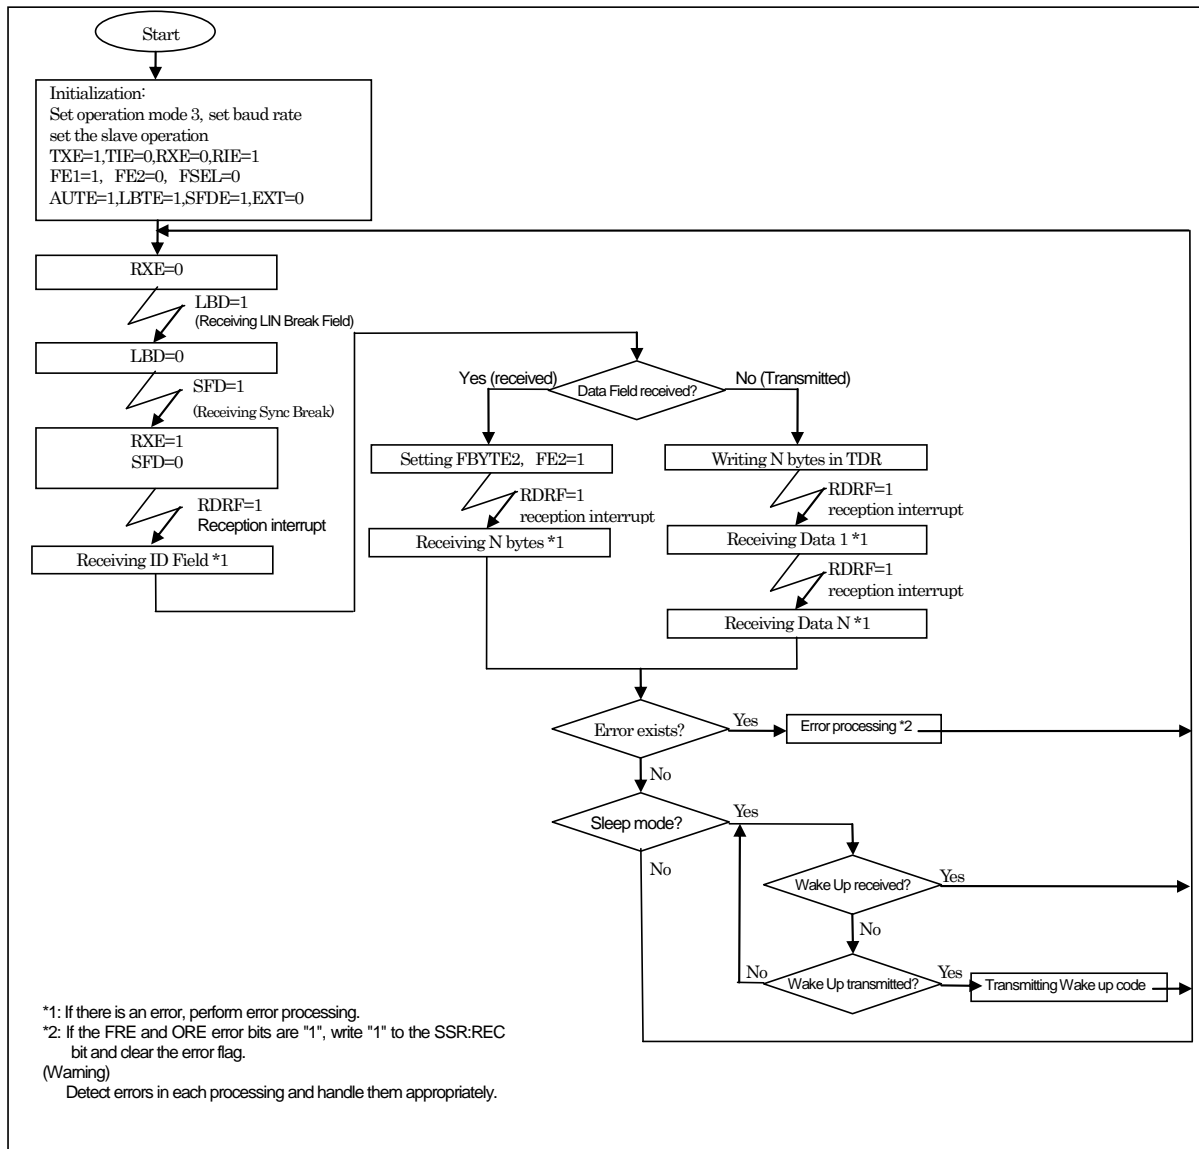 Start
Initialization:
Set operation mode 3, set baud rate
set the slave operation
TXE=1,TIE=0,RXE=0,RIE=1
FE1=1, FE2=0, FSEL=0
AUTE=1,LBTE=1,SFDE=1,EXT=0
RXE=0
LBD=1
(Receiving LIN Break Field)
LBD=0
SFD=1
(Receiving Sync Break)
RXE=1
SFD=0
RDRF=1
Reception interrupt
Receiving ID Field *1
Data Field received?
Yes (received)
No (Transmitted)
Setting FBYTE2, FE2=1
RDRF=1
reception interrupt
Receiving N bytes *1
Writing N bytes in TDR
RDRF=1
reception interrupt
Receiving Data 1 *1
RDRF=1
reception interrupt
Receiving Data N *1
Error exists?
Yes
Error processing *2
No
Sleep mode?
Yes
No
Wake Up received?
Yes
No
Wake Up transmitted?
No
Yes
Transmitting Wake up code
*1: If there is an error, perform error processing.
*2: If the FRE and ORE error bits are "1", write "1" to the SSR:REC
bit and clear the error flag.
(Warning)
Detect errors in each processing and handle them appropriately.